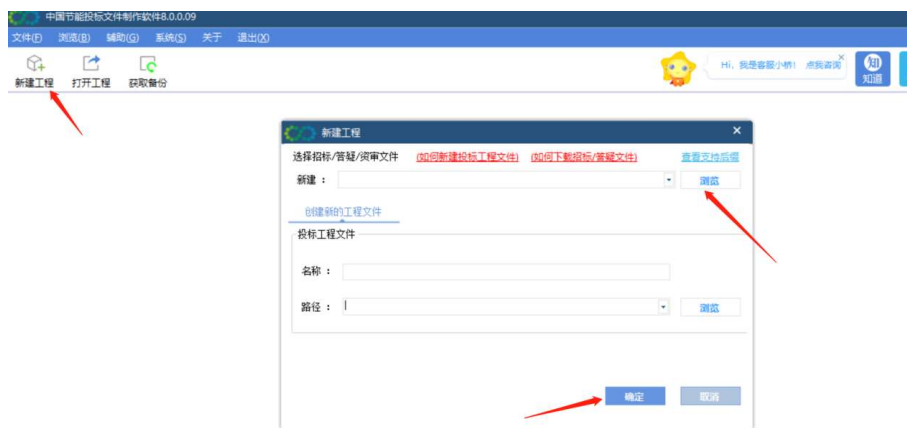 中国节能投标文件制作软件8.0.0.09
文件(F) 浏览(B) 辅助(G) 系统(S) 关于 退出(X)
新建工程 打开工程 获取备份
Hi，我是客服小桥！ 点我咨询
知
知道
新建工程
选择招标/答疑/资审文件 (如何新建投标工程文件) (如何下载招标/答疑文件) 查看支持后缀
新建： 浏览
创建新的工程文件
投标工程文件
名称：
路径： 浏览
确定 取消